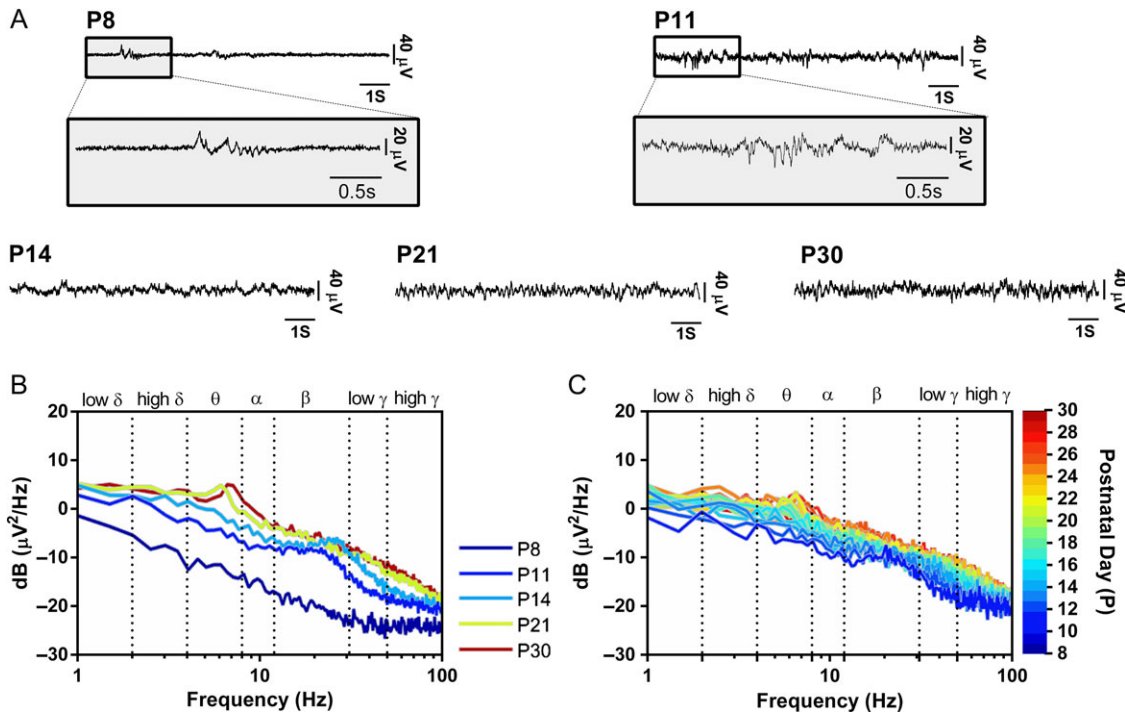 A
P8
40 μV
1S
20 μV
0.5s
P11
40 μV
1S
20 μV
0.5s
P14
40 μV
1S
P21
40 μV
1S
P30
40 μV
1S
B
low δ high δ θ α β low γ high γ
20
10
0
−10
−20
−30
dB (μV²/Hz)
1 10 100
Frequency (Hz)
P8
P11
P14
P21
P30
C
low δ high δ θ α β low γ high γ
20
10
0
−10
−20
−30
dB (μV²/Hz)
1 10 100
Frequency (Hz)
30
28
26
24
22
20
18
16
14
12
10
8
Postnatal Day (P)